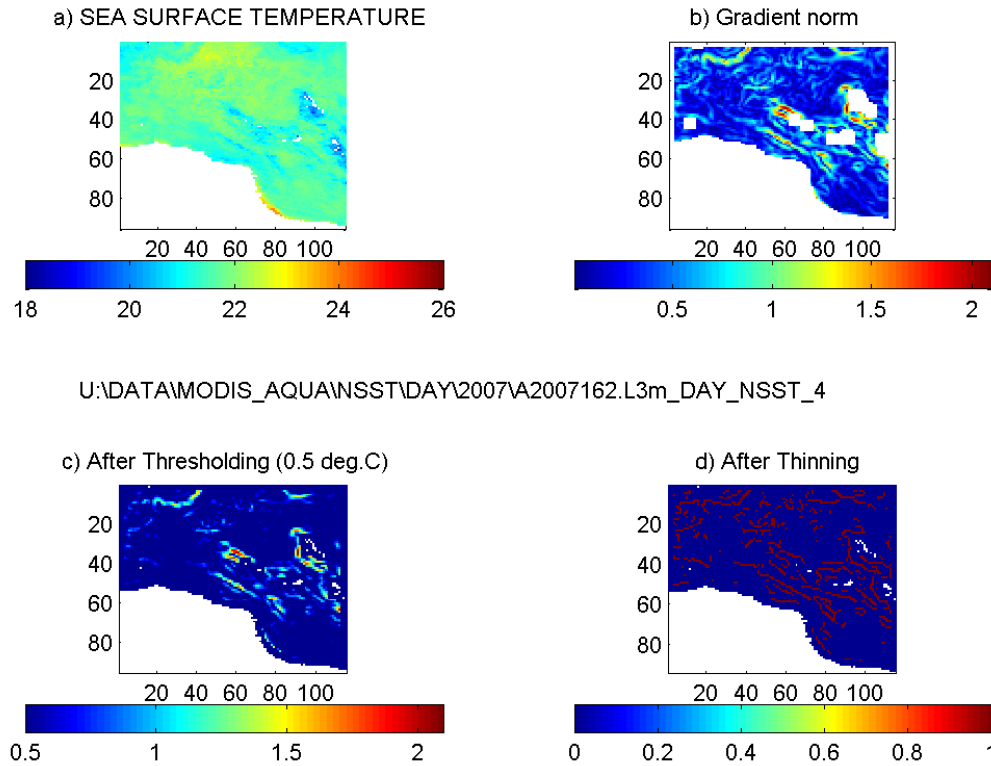 a) SEA SURFACE TEMPERATURE
20
40
60
80
20 40 60 80 100
18 20 22 24 26
b) Gradient norm
20
40
60
80
20 40 60 80 100
0.5 1 1.5 2
U:\DATA\MODIS_AQUA\NSST\DAY\2007\A2007162.L3m_DAY_NSST_4
c) After Thresholding (0.5 deg.C)
20
40
60
80
20 40 60 80 100
0.5 1 1.5 2
d) After Thinning
20
40
60
80
20 40 60 80 100
0 0.2 0.4 0.6 0.8 1